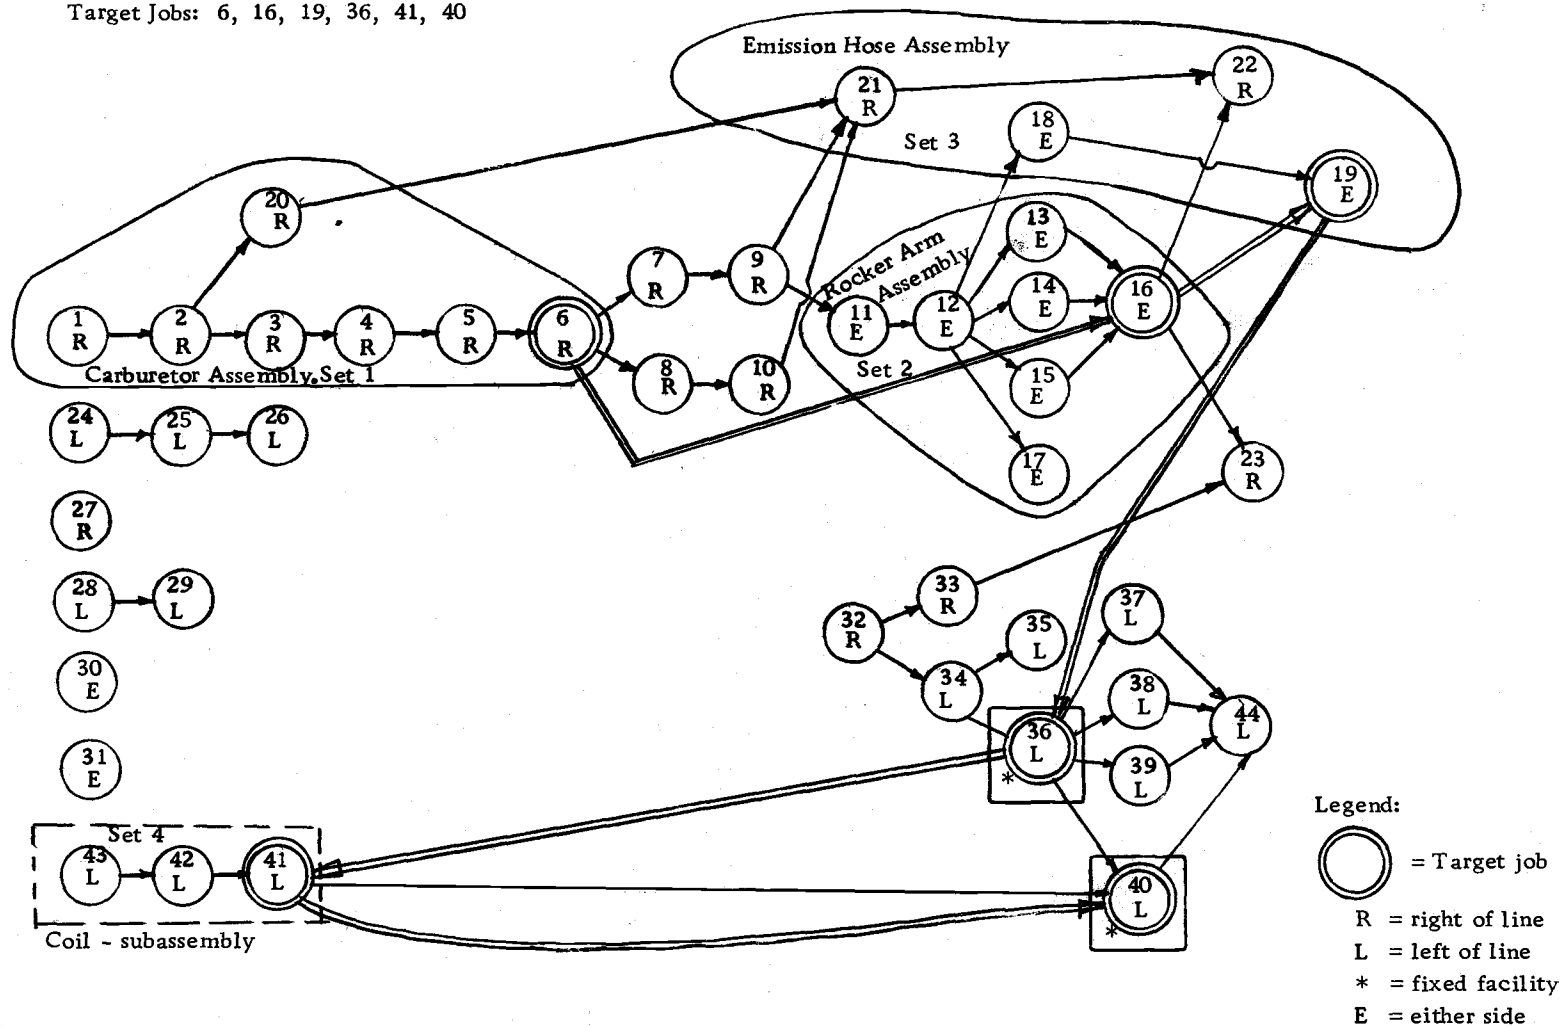 Target Jobs: 6, 16, 19, 36, 41, 40
Emission Hose Assembly
22
R
21
R
18
E
Set 3
19
E
20
R
13
E
Rocker Arm
Assembly
7
R
9
R
14
E
16
E
1
R
2
R
3
R
4
R
5
R
6
R
11
E
12
E
8
R
10
R
Set 2
15
E
Carburetor Assembly. Set 1
24
L
25
L
26
L
17
E
23
R
27
R
28
L
29
L
33
R
37
L
32
R
35
L
30
E
34
L
38
L
44
L
36
L
*
31
E
39
L
Legend:
= Target job
Set 4
43
L
42
L
41
L
40
L
*
Coil - subassembly
R = right of line
L = left of line
* = fixed facility
E = either side